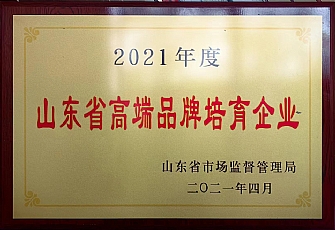 2021年度
山东省高端品牌培育企业
山东省市场监督管理局
二〇二一年四月